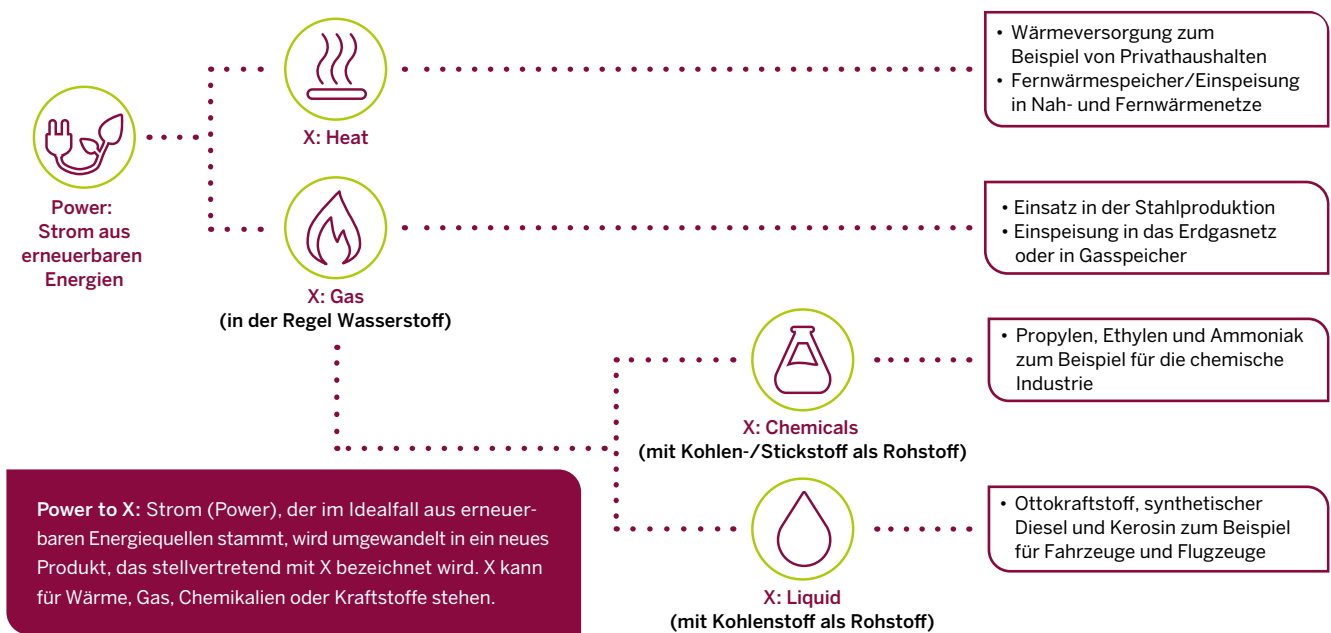 Power:
Strom aus
erneuerbaren
Energien
X: Heat
• Wärmeversorgung zum
Beispiel von Privathaushalten
• Fernwärmespeicher/Einspeisung
in Nah- und Fernwärmenetze
X: Gas
(in der Regel Wasserstoff)
• Einsatz in der Stahlproduktion
• Einspeisung in das Erdgasnetz
oder in Gasspeicher
X: Chemicals
(mit Kohlen-/Stickstoff als Rohstoff)
• Propylen, Ethylen und Ammoniak
zum Beispiel für die chemische
Industrie
X: Liquid
(mit Kohlenstoff als Rohstoff)
• Ottokraftstoff, synthetischer
Diesel und Kerosin zum Beispiel
für Fahrzeuge und Flugzeuge
Power to X: Strom (Power), der im Idealfall aus erneuer-
baren Energiequellen stammt, wird umgewandelt in ein neues
Produkt, das stellvertretend mit X bezeichnet wird. X kann
für Wärme, Gas, Chemikalien oder Kraftstoffe stehen.